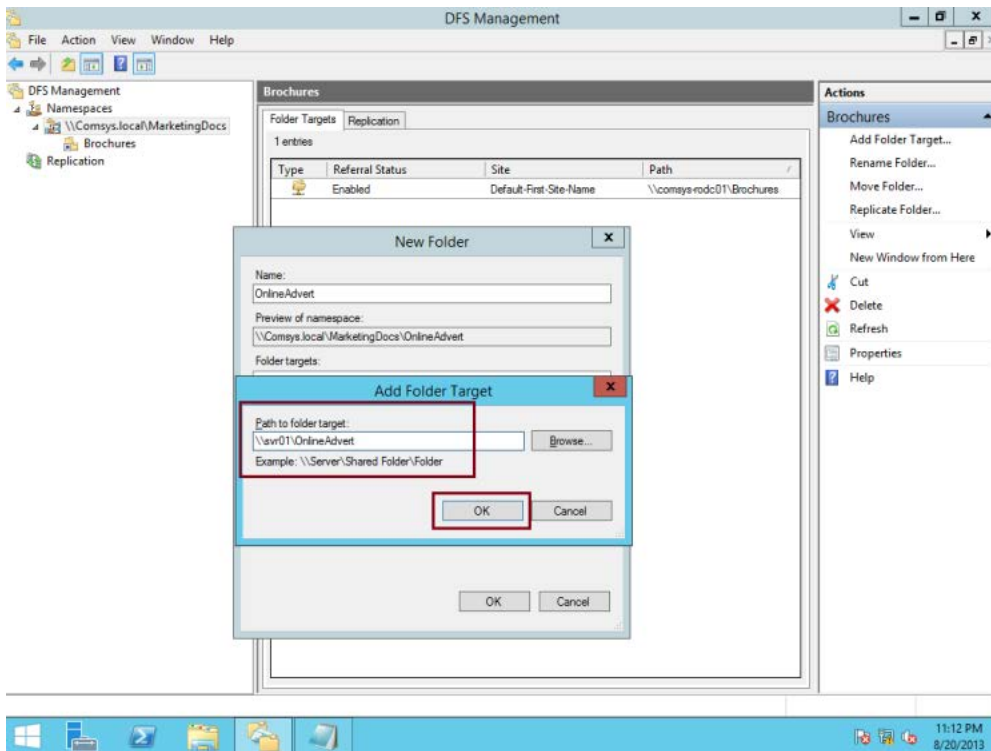 DFS Management
File Action View Window Help
DFS Management
Namespaces
\\Comsys.local\MarketingDocs
Brochures
Replication
Brochures
Folder Targets Replication
1 entries
Type Referral Status Site Path
Enabled Default-First-Site-Name \\comsys-rodc01\Brochures
New Folder
Name:
OnlineAdvert
Preview of namespace:
\\Comsys.local\MarketingDocs\OnlineAdvert
Folder targets:
Add Folder Target
Path to folder target:
\\svr01\OnlineAdvert
Browse...
Example: \\Server\Shared Folder\Folder
OK Cancel
OK Cancel
Actions
Brochures
Add Folder Target...
Rename Folder...
Move Folder...
Replicate Folder...
View
New Window from Here
Cut
Delete
Refresh
Properties
Help
11:12 PM
8/20/2013